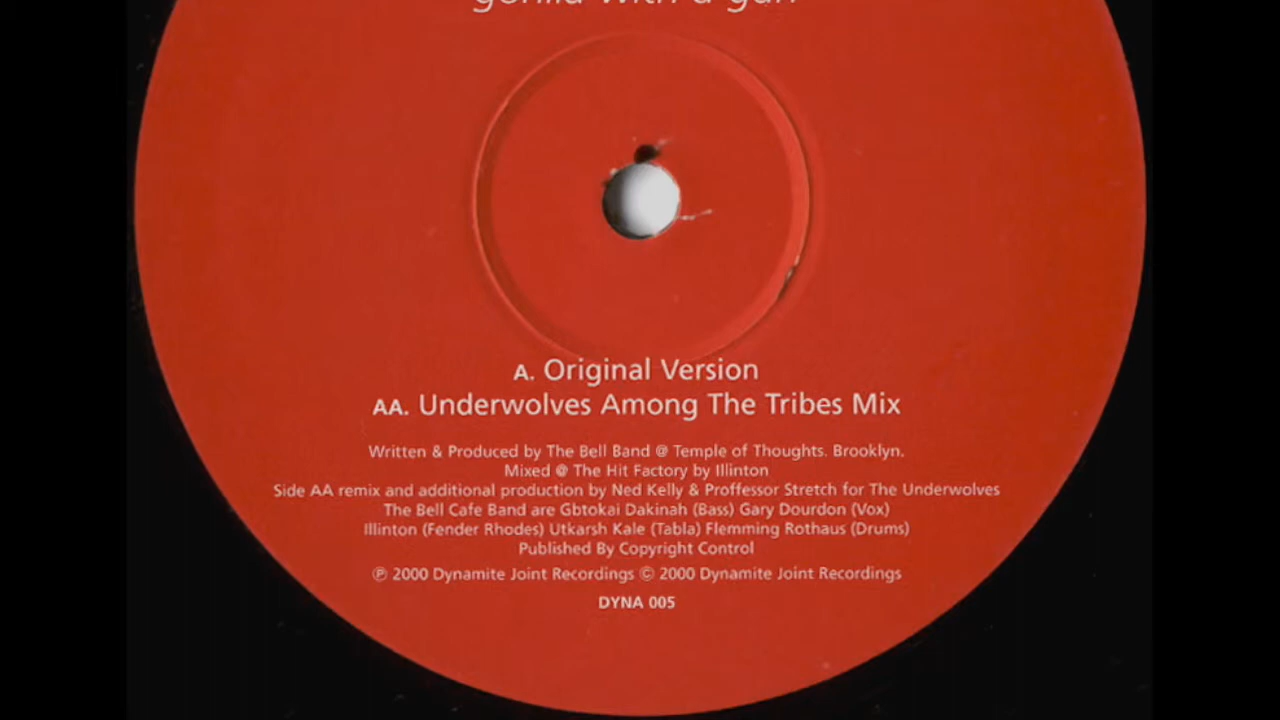 gorilla with a gun
A. Original Version
AA. Underwolves Among The Tribes Mix
Written & Produced by The Bell Band @ Temple of Thoughts. Brooklyn.
Mixed @ The Hit Factory by Illinton
Side AA remix and additional production by Ned Kelly & Proffessor Stretch for The Underwolves
The Bell Cafe Band are Gbtokai Dakinah (Bass) Gary Dourdon (Vox)
Illinton (Fender Rhodes) Utkarsh Kale (Tabla) Flemming Rothaus (Drums)
Published By Copyright Control
℗ 2000 Dynamite Joint Recordings © 2000 Dynamite Joint Recordings
DYNA 005